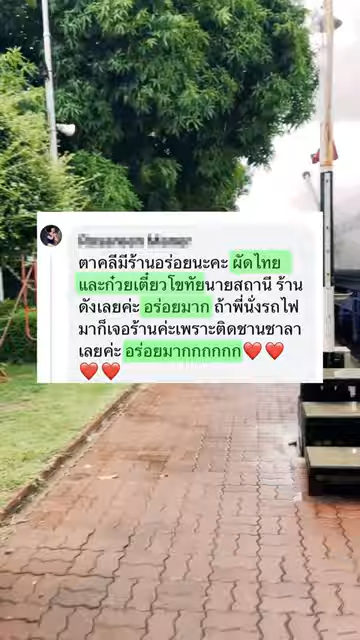 ตาคลีมีร้านอร่อยนะคะ ผัดไทย
และก๋วยเตี๋ยวโขทัยนายสถานี ร้าน
ดังเลยค่ะ อร่อยมาก ถ้าพี่นั่งรถไฟ
มาก็เจอร้านค่ะเพราะติดชานชาลา
เลยค่ะ อร่อยมากกกกกก❤️❤️
❤️❤️